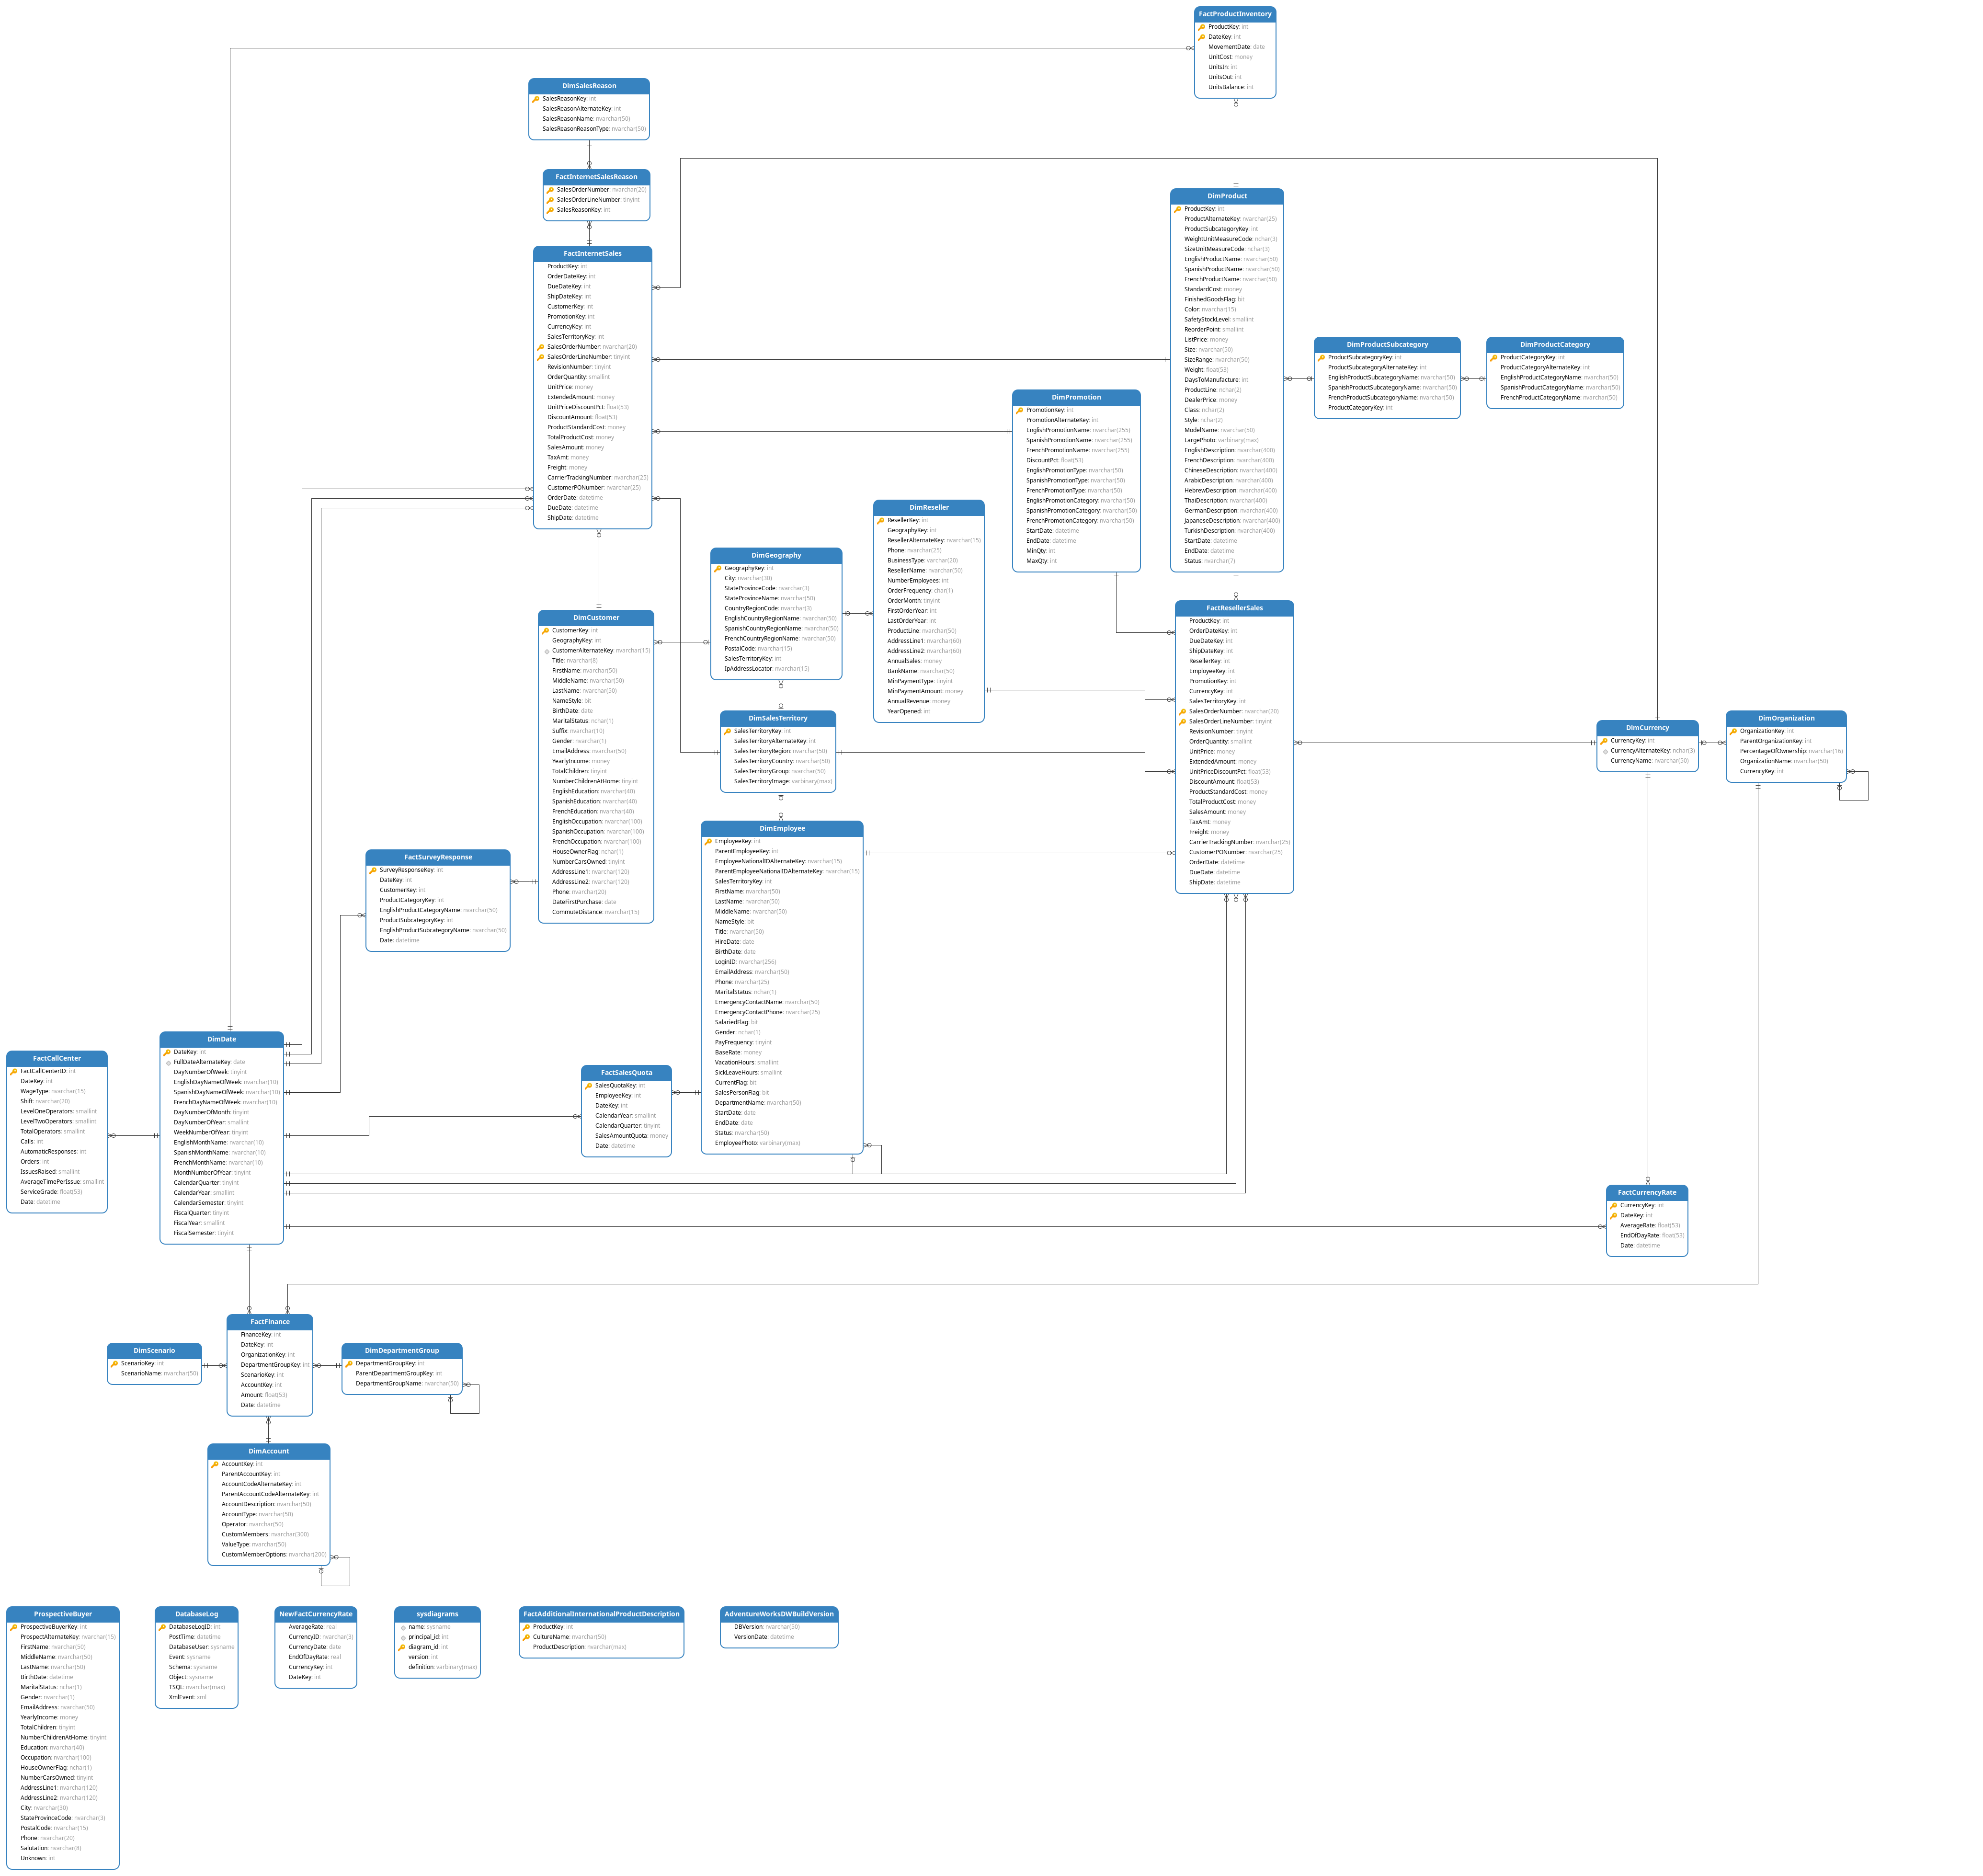 FactProductInventory
ProductKey: int
DateKey: int
MovementDate: date
UnitCost: money
UnitsIn: int
UnitsOut: int
UnitsBalance: int
DimSalesReason
SalesReasonKey: int
SalesReasonAlternateKey: int
SalesReasonName: nvarchar(50)
SalesReasonReasonType: nvarchar(50)
FactInternetSalesReason
SalesOrderNumber: nvarchar(20)
SalesOrderLineNumber: tinyint
SalesReasonKey: int
FactInternetSales
ProductKey: int
OrderDateKey: int
DueDateKey: int
ShipDateKey: int
CustomerKey: int
PromotionKey: int
CurrencyKey: int
SalesTerritoryKey: int
SalesOrderNumber: nvarchar(20)
SalesOrderLineNumber: tinyint
RevisionNumber: tinyint
OrderQuantity: smallint
UnitPrice: money
ExtendedAmount: money
UnitPriceDiscountPct: float(53)
DiscountAmount: float(53)
ProductStandardCost: money
TotalProductCost: money
SalesAmount: money
TaxAmt: money
Freight: money
CarrierTrackingNumber: nvarchar(25)
CustomerPONumber: nvarchar(25)
OrderDate: datetime
DueDate: datetime
ShipDate: datetime
DimProduct
ProductKey: int
ProductAlternateKey: nvarchar(25)
ProductSubcategoryKey: int
WeightUnitMeasureCode: nchar(3)
SizeUnitMeasureCode: nchar(3)
EnglishProductName: nvarchar(50)
SpanishProductName: nvarchar(50)
FrenchProductName: nvarchar(50)
StandardCost: money
FinishedGoodsFlag: bit
Color: nvarchar(15)
SafetyStockLevel: smallint
ReorderPoint: smallint
ListPrice: money
Size: nvarchar(50)
SizeRange: nvarchar(50)
Weight: float(53)
DaysToManufacture: int
ProductLine: nchar(2)
DealerPrice: money
Class: nchar(2)
Style: nchar(2)
ModelName: nvarchar(50)
LargePhoto: varbinary(max)
EnglishDescription: nvarchar(400)
FrenchDescription: nvarchar(400)
ChineseDescription: nvarchar(400)
ArabicDescription: nvarchar(400)
HebrewDescription: nvarchar(400)
ThaiDescription: nvarchar(400)
GermanDescription: nvarchar(400)
JapaneseDescription: nvarchar(400)
TurkishDescription: nvarchar(400)
StartDate: datetime
EndDate: datetime
Status: nvarchar(7)
DimProductSubcategory
ProductSubcategoryKey: int
ProductSubcategoryAlternateKey: int
EnglishProductSubcategoryName: nvarchar(50)
SpanishProductSubcategoryName: nvarchar(50)
FrenchProductSubcategoryName: nvarchar(50)
ProductCategoryKey: int
DimProductCategory
ProductCategoryKey: int
ProductCategoryAlternateKey: int
EnglishProductCategoryName: nvarchar(50)
SpanishProductCategoryName: nvarchar(50)
FrenchProductCategoryName: nvarchar(50)
DimPromotion
PromotionKey: int
PromotionAlternateKey: int
EnglishPromotionName: nvarchar(255)
SpanishPromotionName: nvarchar(255)
FrenchPromotionName: nvarchar(255)
DiscountPct: float(53)
EnglishPromotionType: nvarchar(50)
SpanishPromotionType: nvarchar(50)
FrenchPromotionType: nvarchar(50)
EnglishPromotionCategory: nvarchar(50)
SpanishPromotionCategory: nvarchar(50)
FrenchPromotionCategory: nvarchar(50)
StartDate: datetime
EndDate: datetime
MinQty: int
MaxQty: int
DimReseller
ResellerKey: int
GeographyKey: int
ResellerAlternateKey: nvarchar(15)
Phone: nvarchar(25)
BusinessType: varchar(20)
ResellerName: nvarchar(50)
NumberEmployees: int
OrderFrequency: char(1)
OrderMonth: tinyint
FirstOrderYear: int
LastOrderYear: int
ProductLine: nvarchar(50)
AddressLine1: nvarchar(60)
AddressLine2: nvarchar(60)
AnnualSales: money
BankName: nvarchar(50)
MinPaymentType: tinyint
MinPaymentAmount: money
AnnualRevenue: money
YearOpened: int
DimGeography
GeographyKey: int
City: nvarchar(30)
StateProvinceCode: nvarchar(3)
StateProvinceName: nvarchar(50)
CountryRegionCode: nvarchar(3)
EnglishCountryRegionName: nvarchar(50)
SpanishCountryRegionName: nvarchar(50)
FrenchCountryRegionName: nvarchar(50)
PostalCode: nvarchar(15)
SalesTerritoryKey: int
IpAddressLocator: nvarchar(15)
DimCustomer
CustomerKey: int
GeographyKey: int
CustomerAlternateKey: nvarchar(15)
Title: nvarchar(8)
FirstName: nvarchar(50)
MiddleName: nvarchar(50)
LastName: nvarchar(50)
NameStyle: bit
BirthDate: date
MaritalStatus: nchar(1)
Suffix: nvarchar(10)
Gender: nvarchar(1)
EmailAddress: nvarchar(50)
YearlyIncome: money
TotalChildren: tinyint
NumberChildrenAtHome: tinyint
EnglishEducation: nvarchar(40)
SpanishEducation: nvarchar(40)
FrenchEducation: nvarchar(40)
EnglishOccupation: nvarchar(100)
SpanishOccupation: nvarchar(100)
FrenchOccupation: nvarchar(100)
HouseOwnerFlag: nchar(1)
NumberCarsOwned: tinyint
AddressLine1: nvarchar(120)
AddressLine2: nvarchar(120)
Phone: nvarchar(20)
DateFirstPurchase: date
CommuteDistance: nvarchar(15)
FactResellerSales
ProductKey: int
OrderDateKey: int
DueDateKey: int
ShipDateKey: int
ResellerKey: int
EmployeeKey: int
PromotionKey: int
CurrencyKey: int
SalesTerritoryKey: int
SalesOrderNumber: nvarchar(20)
SalesOrderLineNumber: tinyint
RevisionNumber: tinyint
OrderQuantity: smallint
UnitPrice: money
ExtendedAmount: money
UnitPriceDiscountPct: float(53)
DiscountAmount: float(53)
ProductStandardCost: money
TotalProductCost: money
SalesAmount: money
TaxAmt: money
Freight: money
CarrierTrackingNumber: nvarchar(25)
CustomerPONumber: nvarchar(25)
OrderDate: datetime
DueDate: datetime
ShipDate: datetime
DimSalesTerritory
SalesTerritoryKey: int
SalesTerritoryAlternateKey: int
SalesTerritoryRegion: nvarchar(50)
SalesTerritoryCountry: nvarchar(50)
SalesTerritoryGroup: nvarchar(50)
SalesTerritoryImage: varbinary(max)
DimCurrency
CurrencyKey: int
CurrencyAlternateKey: nchar(3)
CurrencyName: nvarchar(50)
DimOrganization
OrganizationKey: int
ParentOrganizationKey: int
PercentageOfOwnership: nvarchar(16)
OrganizationName: nvarchar(50)
CurrencyKey: int
DimEmployee
EmployeeKey: int
ParentEmployeeKey: int
EmployeeNationalIDAlternateKey: nvarchar(15)
ParentEmployeeNationalIDAlternateKey: nvarchar(15)
SalesTerritoryKey: int
FirstName: nvarchar(50)
LastName: nvarchar(50)
MiddleName: nvarchar(50)
NameStyle: bit
Title: nvarchar(50)
HireDate: date
BirthDate: date
LoginID: nvarchar(256)
EmailAddress: nvarchar(50)
Phone: nvarchar(25)
MaritalStatus: nchar(1)
EmergencyContactName: nvarchar(50)
EmergencyContactPhone: nvarchar(25)
SalariedFlag: bit
Gender: nchar(1)
PayFrequency: tinyint
BaseRate: money
VacationHours: smallint
SickLeaveHours: smallint
CurrentFlag: bit
SalesPersonFlag: bit
DepartmentName: nvarchar(50)
StartDate: date
EndDate: date
Status: nvarchar(50)
EmployeePhoto: varbinary(max)
FactSurveyResponse
SurveyResponseKey: int
DateKey: int
CustomerKey: int
ProductCategoryKey: int
EnglishProductCategoryName: nvarchar(50)
ProductSubcategoryKey: int
EnglishProductSubcategoryName: nvarchar(50)
Date: datetime
DimDate
DateKey: int
FullDateAlternateKey: date
DayNumberOfWeek: tinyint
EnglishDayNameOfWeek: nvarchar(10)
SpanishDayNameOfWeek: nvarchar(10)
FrenchDayNameOfWeek: nvarchar(10)
DayNumberOfMonth: tinyint
DayNumberOfYear: smallint
WeekNumberOfYear: tinyint
EnglishMonthName: nvarchar(10)
SpanishMonthName: nvarchar(10)
FrenchMonthName: nvarchar(10)
MonthNumberOfYear: tinyint
CalendarQuarter: tinyint
CalendarYear: smallint
CalendarSemester: tinyint
FiscalQuarter: tinyint
FiscalYear: smallint
FiscalSemester: tinyint
FactCallCenter
FactCallCenterID: int
DateKey: int
WageType: nvarchar(15)
Shift: nvarchar(20)
LevelOneOperators: smallint
LevelTwoOperators: smallint
TotalOperators: smallint
Calls: int
AutomaticResponses: int
Orders: int
IssuesRaised: smallint
AverageTimePerIssue: smallint
ServiceGrade: float(53)
Date: datetime
FactSalesQuota
SalesQuotaKey: int
EmployeeKey: int
DateKey: int
CalendarYear: smallint
CalendarQuarter: tinyint
SalesAmountQuota: money
Date: datetime
FactCurrencyRate
CurrencyKey: int
DateKey: int
AverageRate: float(53)
EndOfDayRate: float(53)
Date: datetime
FactFinance
FinanceKey: int
DateKey: int
OrganizationKey: int
DepartmentGroupKey: int
ScenarioKey: int
AccountKey: int
Amount: float(53)
Date: datetime
DimScenario
ScenarioKey: int
ScenarioName: nvarchar(50)
DimDepartmentGroup
DepartmentGroupKey: int
ParentDepartmentGroupKey: int
DepartmentGroupName: nvarchar(50)
DimAccount
AccountKey: int
ParentAccountKey: int
AccountCodeAlternateKey: int
ParentAccountCodeAlternateKey: int
AccountDescription: nvarchar(50)
AccountType: nvarchar(50)
Operator: nvarchar(50)
CustomMembers: nvarchar(300)
ValueType: nvarchar(50)
CustomMemberOptions: nvarchar(200)
ProspectiveBuyer
ProspectiveBuyerKey: int
ProspectAlternateKey: nvarchar(15)
FirstName: nvarchar(50)
MiddleName: nvarchar(50)
LastName: nvarchar(50)
BirthDate: datetime
MaritalStatus: nchar(1)
Gender: nvarchar(1)
EmailAddress: nvarchar(50)
YearlyIncome: money
TotalChildren: tinyint
NumberChildrenAtHome: tinyint
Education: nvarchar(40)
Occupation: nvarchar(100)
HouseOwnerFlag: nchar(1)
NumberCarsOwned: tinyint
AddressLine1: nvarchar(120)
AddressLine2: nvarchar(120)
City: nvarchar(30)
StateProvinceCode: nvarchar(3)
PostalCode: nvarchar(15)
Phone: nvarchar(20)
Salutation: nvarchar(8)
Unknown: int
DatabaseLog
DatabaseLogID: int
PostTime: datetime
DatabaseUser: sysname
Event: sysname
Schema: sysname
Object: sysname
TSQL: nvarchar(max)
XmlEvent: xml
NewFactCurrencyRate
AverageRate: real
CurrencyID: nvarchar(3)
CurrencyDate: date
EndOfDayRate: real
CurrencyKey: int
DateKey: int
sysdiagrams
name: sysname
principal_id: int
diagram_id: int
version: int
definition: varbinary(max)
FactAdditionalInternationalProductDescription
ProductKey: int
CultureName: nvarchar(50)
ProductDescription: nvarchar(max)
AdventureWorksDWBuildVersion
DBVersion: nvarchar(50)
VersionDate: datetime